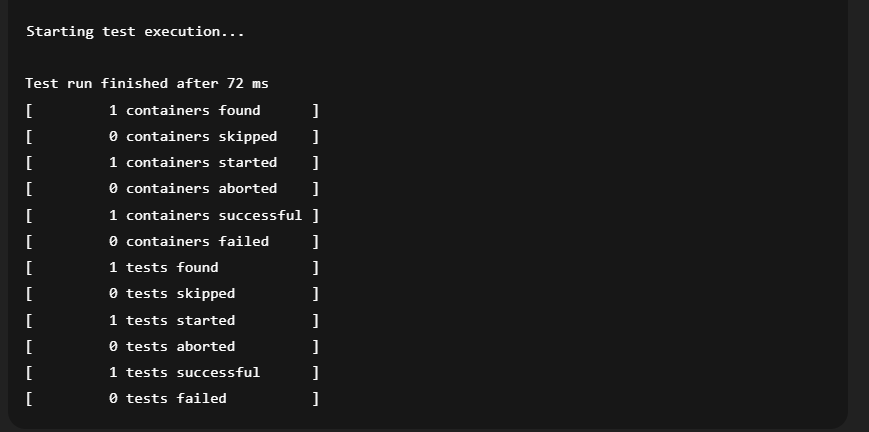 Starting test execution...
Test run finished after 72 ms
[         1 containers found      ]
[         0 containers skipped    ]
[         1 containers started    ]
[         0 containers aborted    ]
[         1 containers successful ]
[         0 containers failed     ]
[         1 tests found           ]
[         0 tests skipped         ]
[         1 tests started         ]
[         0 tests aborted         ]
[         1 tests successful      ]
[         0 tests failed          ]